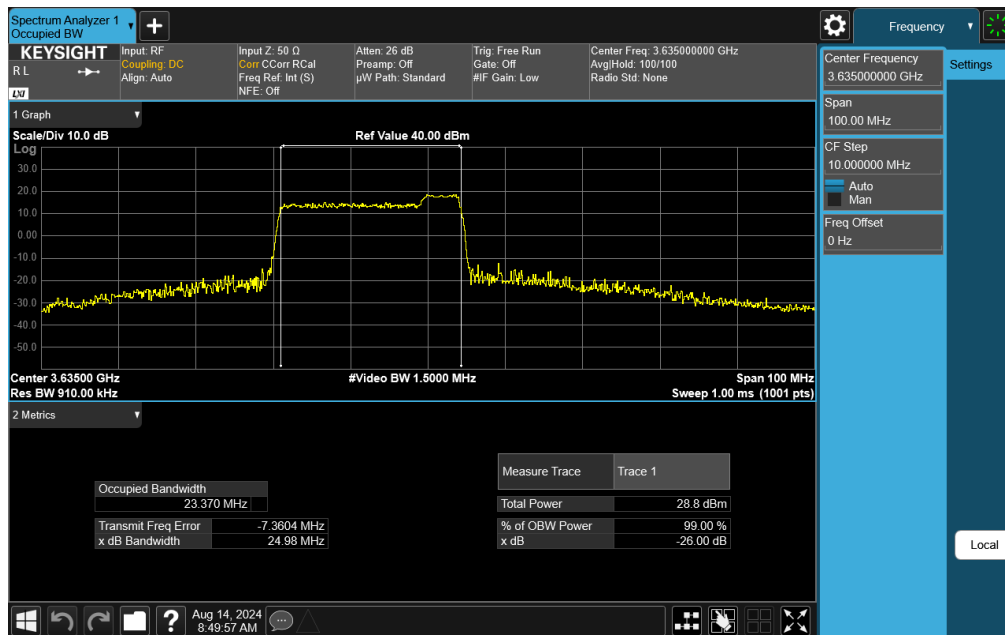 Spectrum Analyzer 1
Occupied BW
Frequency
KEYSIGHT
R L
LXI
Input: RF
Coupling: DC
Align: Auto
Input Z: 50 Ω
Corr CCorr RCal
Freq Ref: Int (S)
NFE: Off
Atten: 26 dB
Preamp: Off
µW Path: Standard
Trig: Free Run
Gate: Off
#IF Gain: Low
Center Freq: 3.635000000 GHz
Avg|Hold: 100/100
Radio Std: None
Center Frequency
3.635000000 GHz
Settings
Span
100.00 MHz
CF Step
10.000000 MHz
Auto
Man
Freq Offset
0 Hz
1 Graph
Scale/Div 10.0 dB
Ref Value 40.00 dBm
Log
30.0
20.0
10.0
0.00
-10.0
-20.0
-30.0
-40.0
-50.0
Center 3.63500 GHz
#Video BW 1.5000 MHz
Span 100 MHz
Res BW 910.00 kHz
Sweep 1.00 ms (1001 pts)
2 Metrics
Measure Trace
Trace 1
Occupied Bandwidth
23.370 MHz
Total Power
28.8 dBm
Transmit Freq Error
-7.3604 MHz
% of OBW Power
99.00 %
x dB Bandwidth
24.98 MHz
x dB
-26.00 dB
Local
?
Aug 14, 2024
8:49:57 AM